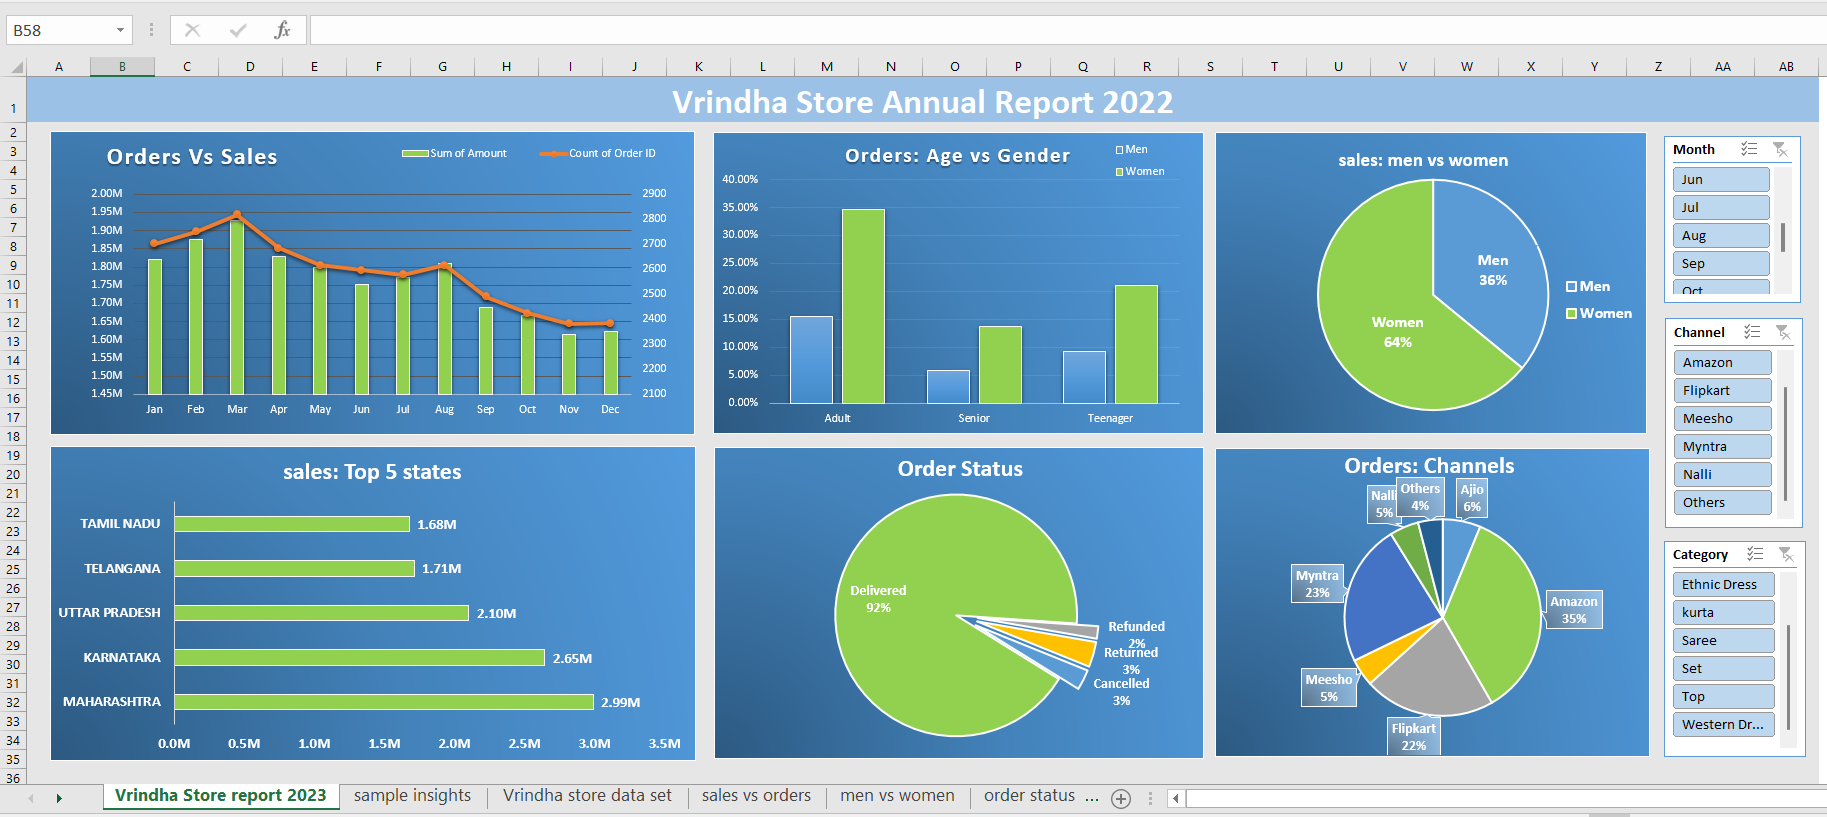 B58
fx
A B C D E F G H I J K L M N O P Q R S T U V W X Y Z AA AB
1
2
3
4
5
6
7
8
9
10
11
12
13
14
15
16
17
18
19
20
21
22
23
24
25
26
27
28
29
30
31
32
33
34
35
36
Vrindha Store Annual Report 2022
Orders Vs Sales
Sum of Amount Count of Order ID
2.00M
1.95M
1.90M
1.85M
1.80M
1.75M
1.70M
1.65M
1.60M
1.55M
1.50M
1.45M
2900
2800
2700
2600
2500
2400
2300
2200
2100
Jan Feb Mar Apr May Jun Jul Aug Sep Oct Nov Dec
Orders: Age vs Gender
Men
Women
40.00%
35.00%
30.00%
25.00%
20.00%
15.00%
10.00%
5.00%
0.00%
Adult Senior Teenager
sales: men vs women
Men
36%
Women
64%
Men
Women
Month
Jun
Jul
Aug
Sep
Oct
Channel
Amazon
Flipkart
Meesho
Myntra
Nalli
Others
Category
Ethnic Dress
kurta
Saree
Set
Top
Western Dr...
sales: Top 5 states
TAMIL NADU 1.68M
TELANGANA 1.71M
UTTAR PRADESH 2.10M
KARNATAKA 2.65M
MAHARASHTRA 2.99M
0.0M 0.5M 1.0M 1.5M 2.0M 2.5M 3.0M 3.5M
Order Status
Delivered
92%
Refunded
2%
Returned
3%
Cancelled
3%
Orders: Channels
Nalli
5%
Others
4%
Ajio
6%
Myntra
23%
Amazon
35%
Meesho
5%
Flipkart
22%
Vrindha Store report 2023 sample insights Vrindha store data set sales vs orders men vs women order status ...